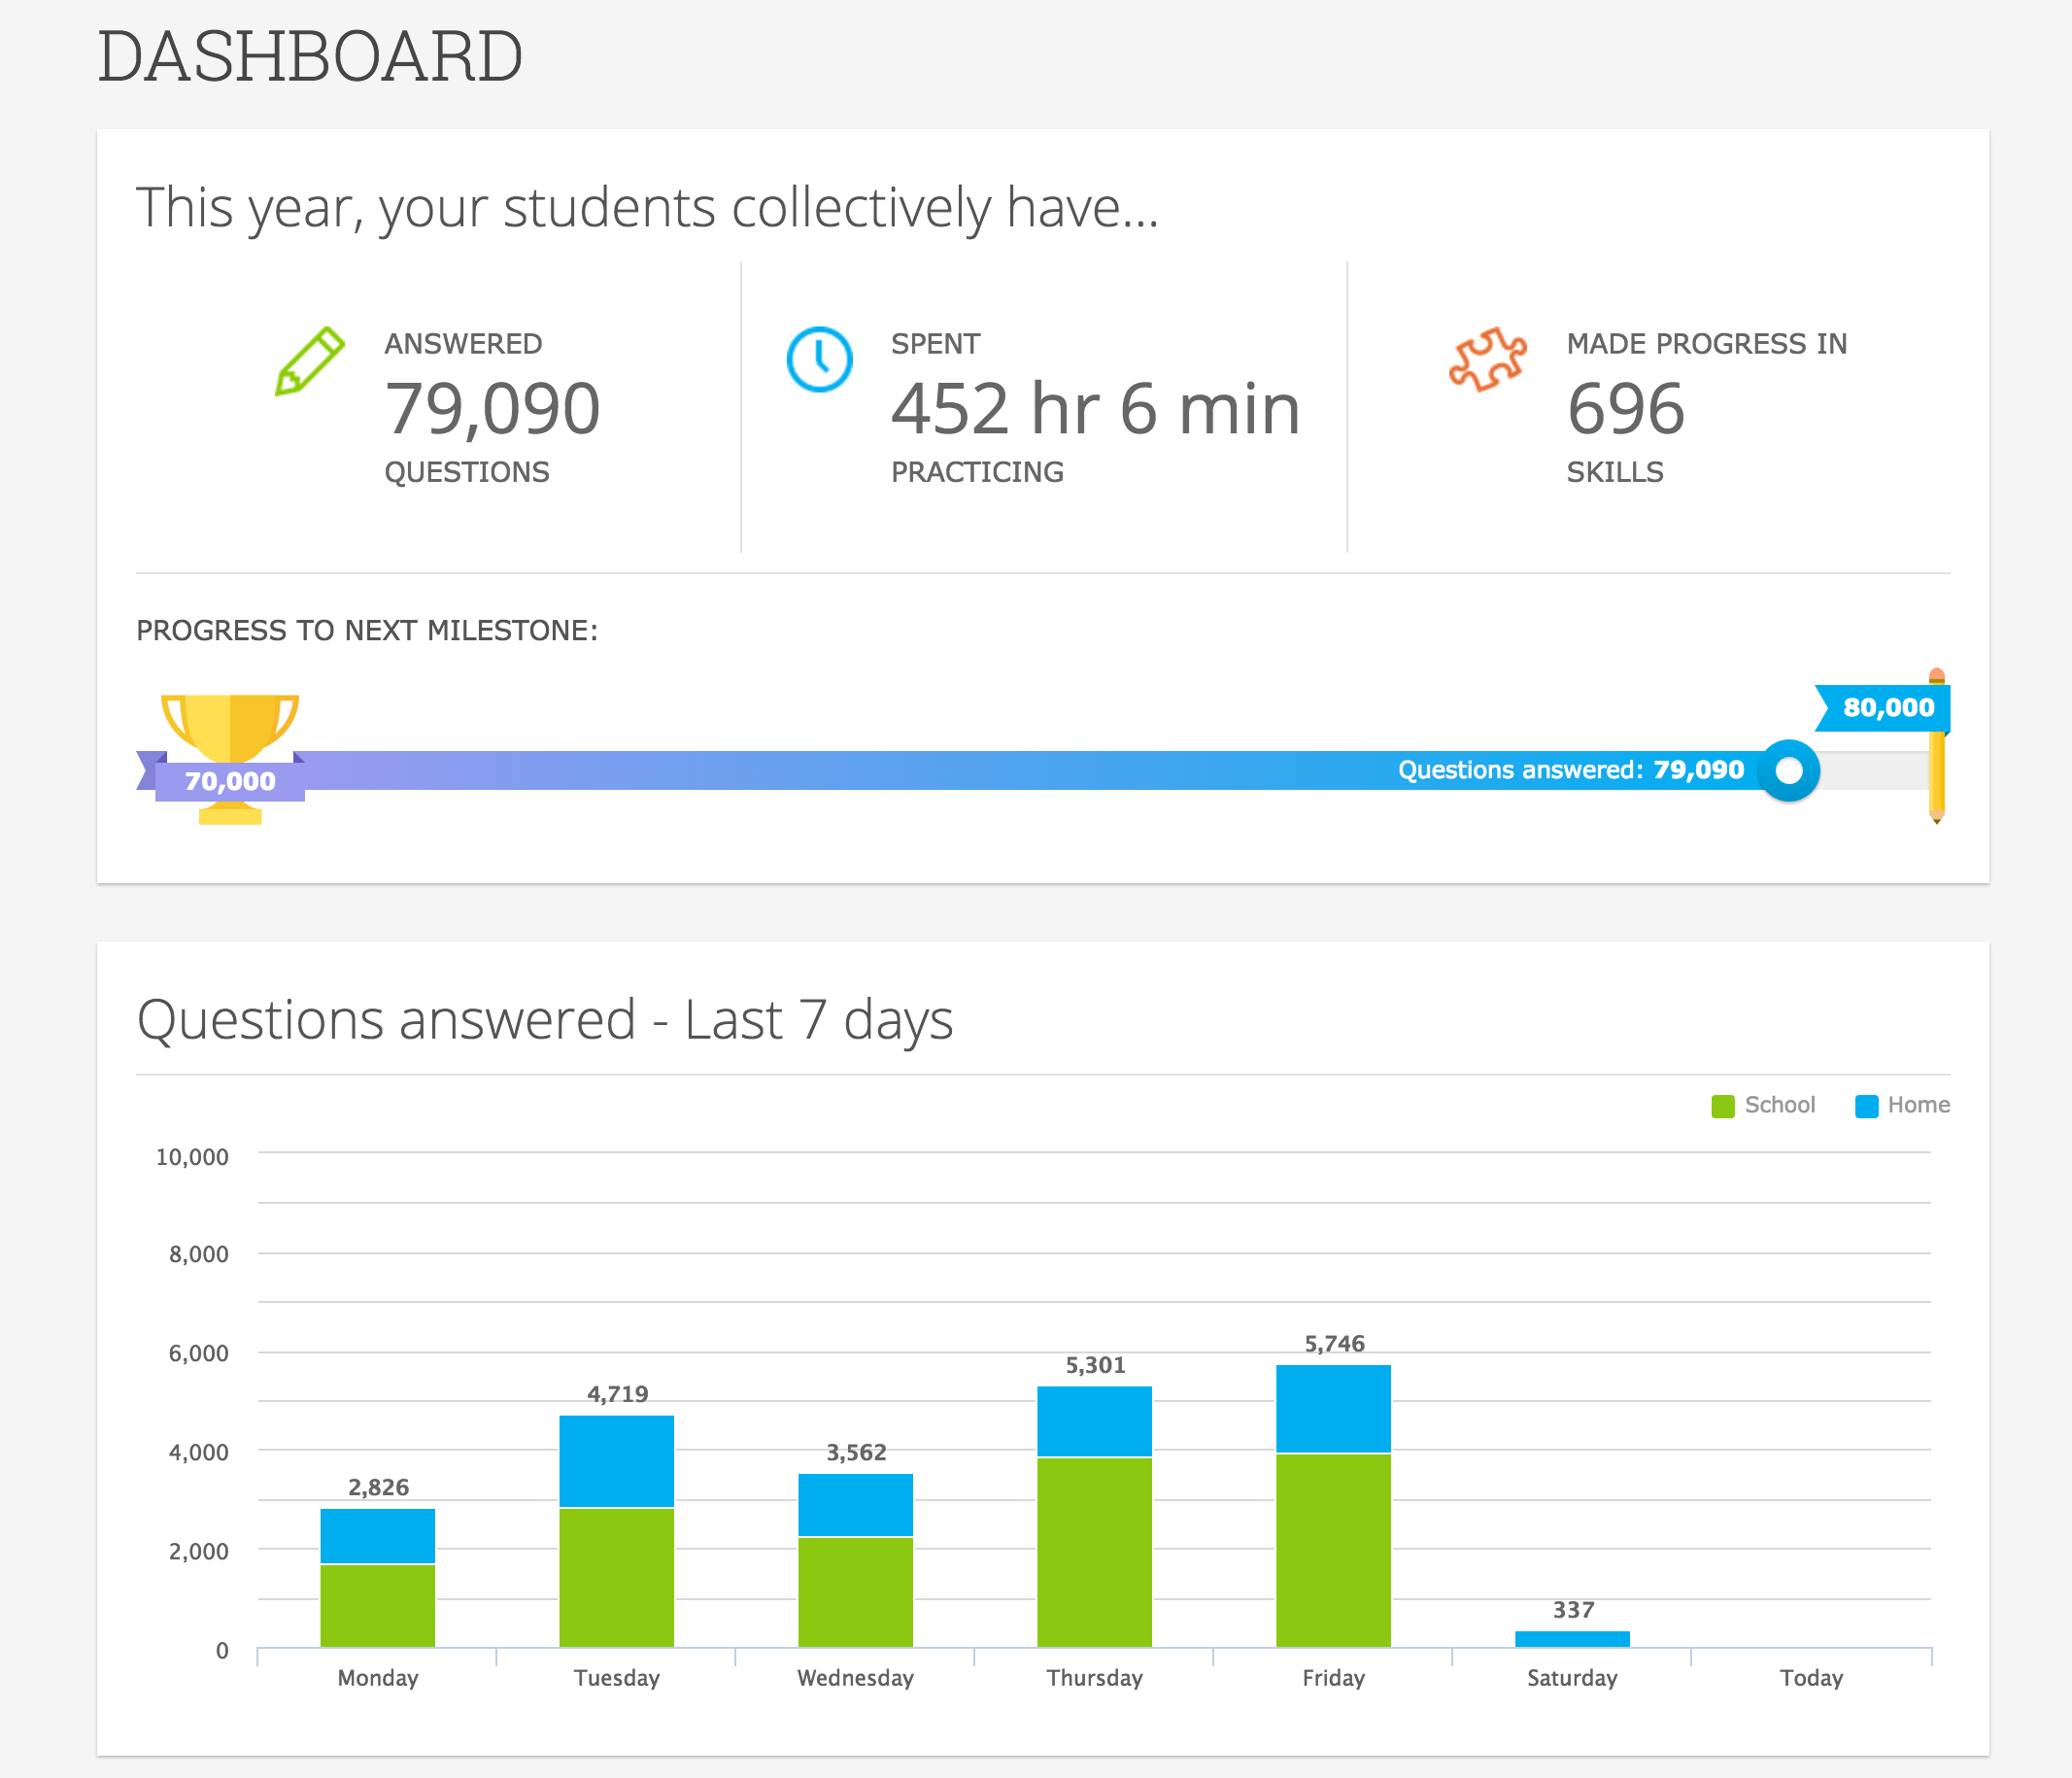 DASHBOARD
This year, your students collectively have...
ANSWERED
79,090
QUESTIONS
SPENT
452 hr 6 min
PRACTICING
MADE PROGRESS IN
696
SKILLS
PROGRESS TO NEXT MILESTONE:
80,000
70,000
Questions answered: 79,090
Questions answered - Last 7 days
School
Home
10,000
8,000
6,000
4,000
2,000
0
2,826
4,719
3,562
5,301
5,746
337
Monday
Tuesday
Wednesday
Thursday
Friday
Saturday
Today